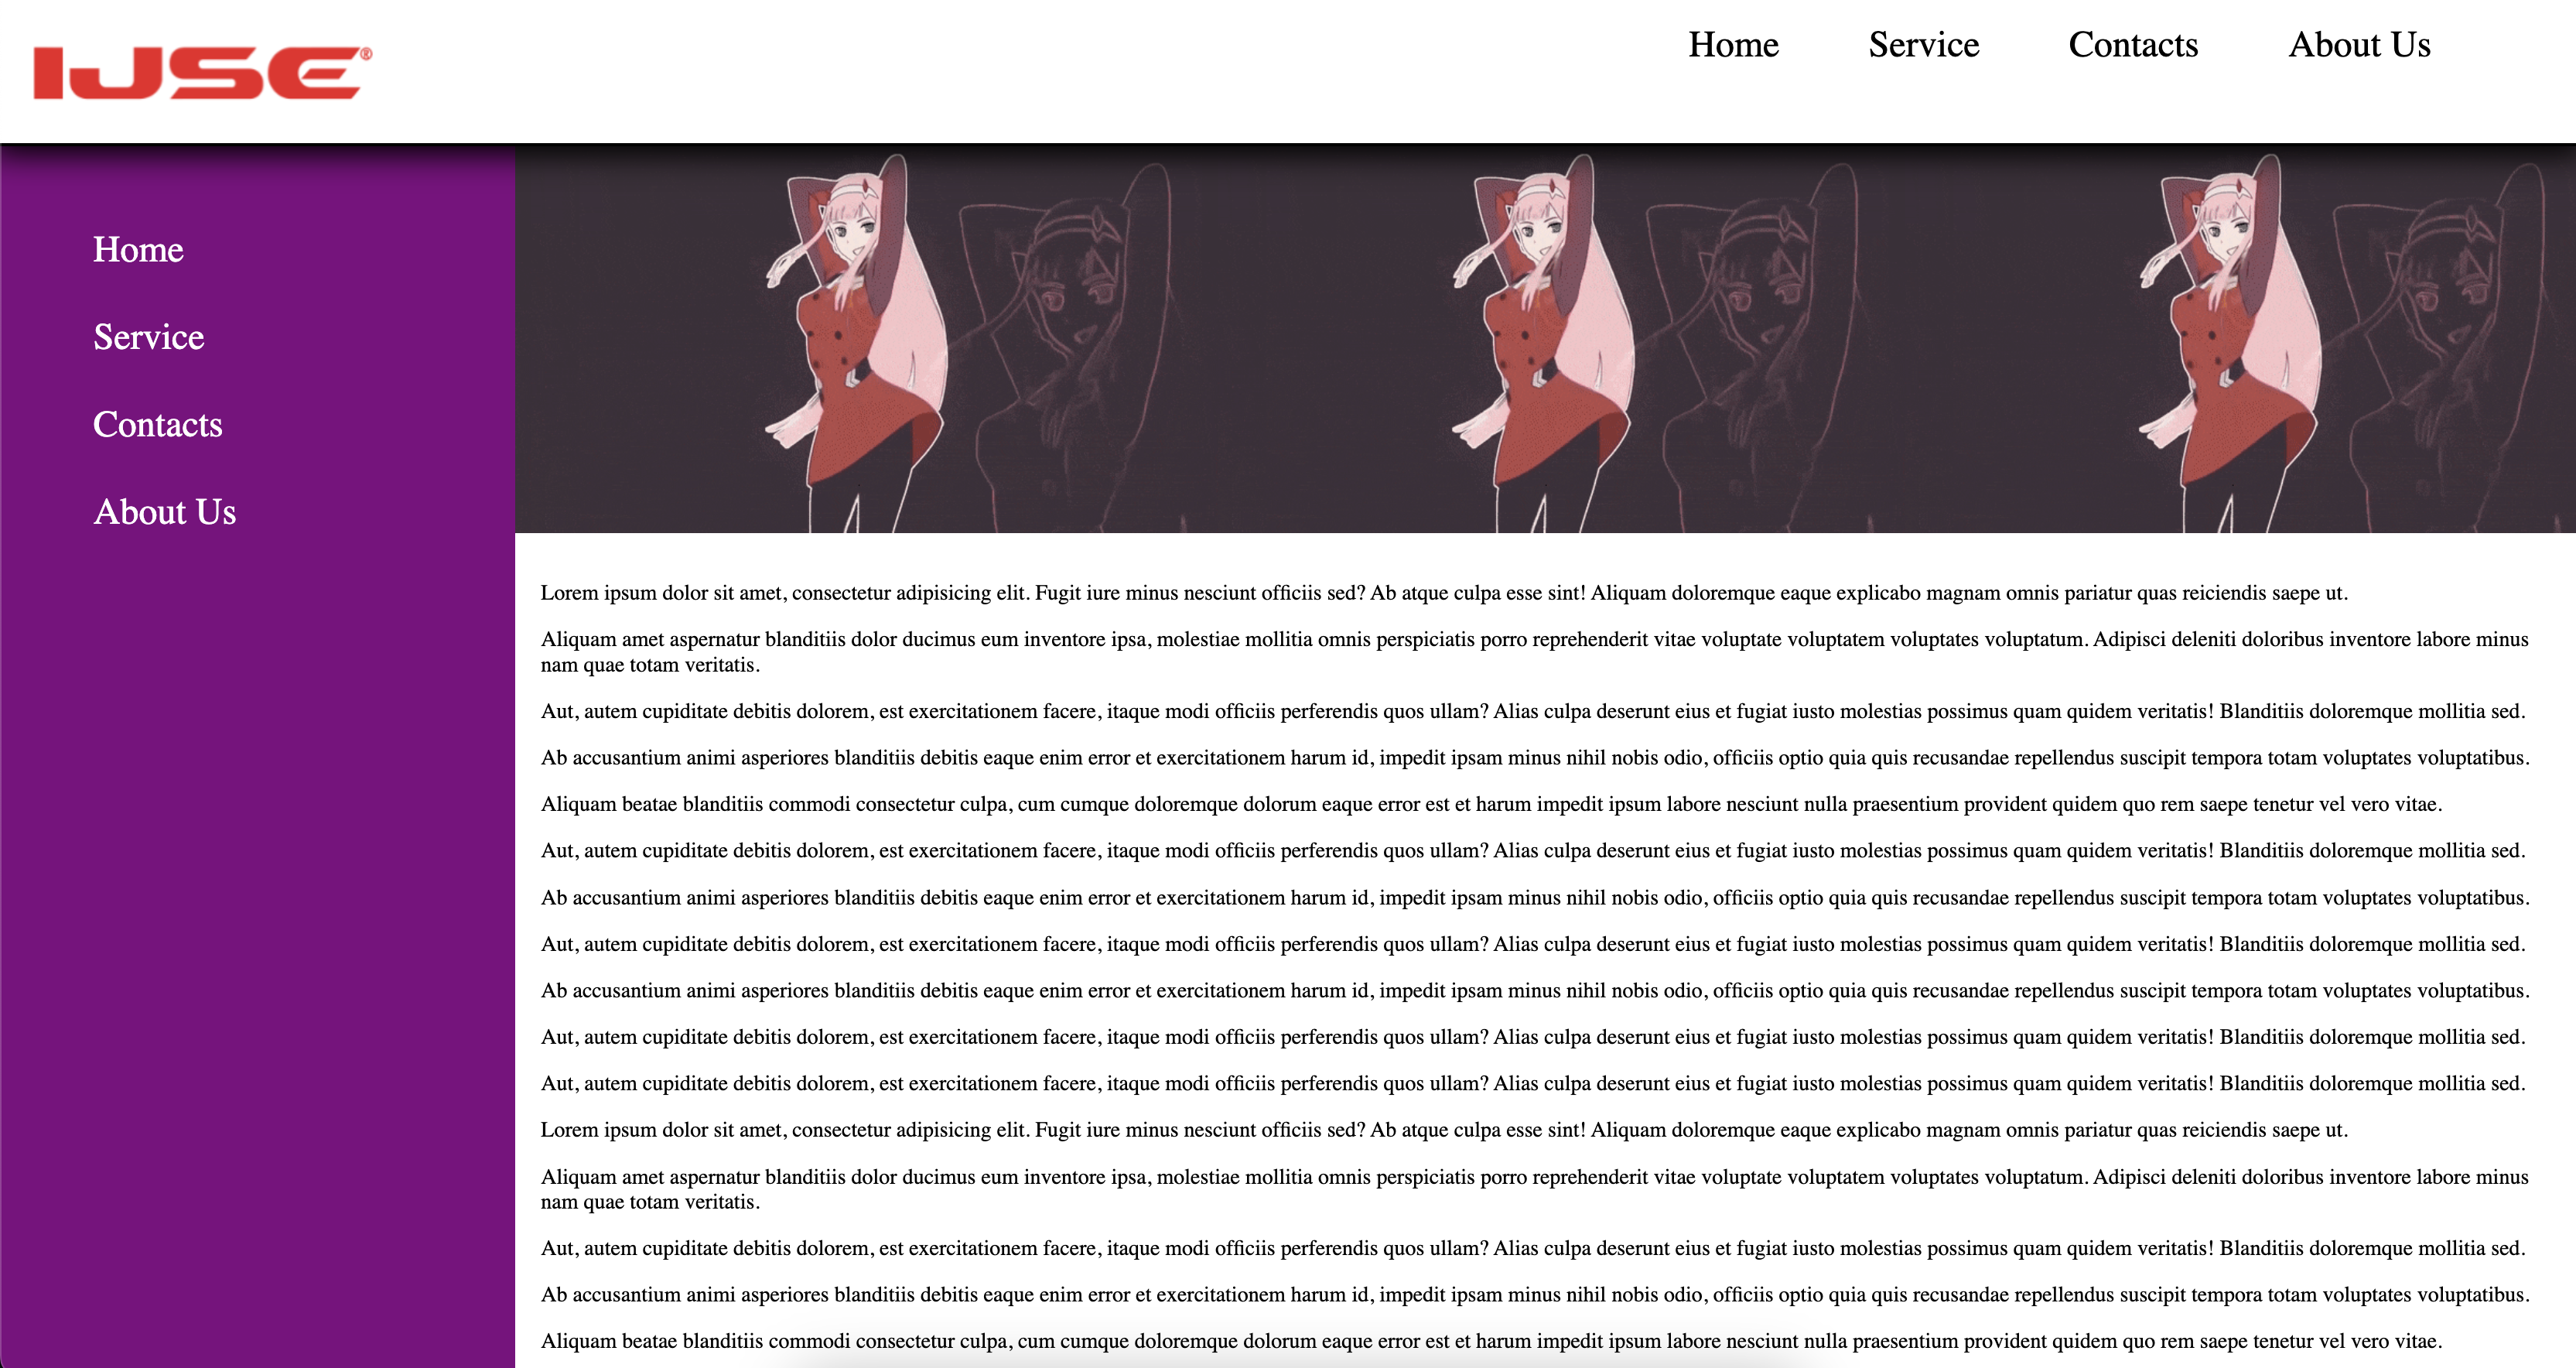 IJSE®
Home Service Contacts About Us
Home
Service
Contacts
About Us
Lorem ipsum dolor sit amet, consectetur adipisicing elit. Fugit iure minus nesciunt officiis sed? Ab atque culpa esse sint! Aliquam doloremque eaque explicabo magnam omnis pariatur quas reiciendis saepe ut.
Aliquam amet aspernatur blanditiis dolor ducimus eum inventore ipsa, molestiae mollitia omnis perspiciatis porro reprehenderit vitae voluptate voluptatem voluptates voluptatum. Adipisci deleniti doloribus inventore labore minus
nam quae totam veritatis.
Aut, autem cupiditate debitis dolorem, est exercitationem facere, itaque modi officiis perferendis quos ullam? Alias culpa deserunt eius et fugiat iusto molestias possimus quam quidem veritatis! Blanditiis doloremque mollitia sed.
Ab accusantium animi asperiores blanditiis debitis eaque enim error et exercitationem harum id, impedit ipsam minus nihil nobis odio, officiis optio quia quis recusandae repellendus suscipit tempora totam voluptates voluptatibus.
Aliquam beatae blanditiis commodi consectetur culpa, cum cumque doloremque dolorum eaque error est et harum impedit ipsum labore nesciunt nulla praesentium provident quidem quo rem saepe tenetur vel vero vitae.
Aut, autem cupiditate debitis dolorem, est exercitationem facere, itaque modi officiis perferendis quos ullam? Alias culpa deserunt eius et fugiat iusto molestias possimus quam quidem veritatis! Blanditiis doloremque mollitia sed.
Ab accusantium animi asperiores blanditiis debitis eaque enim error et exercitationem harum id, impedit ipsam minus nihil nobis odio, officiis optio quia quis recusandae repellendus suscipit tempora totam voluptates voluptatibus.
Aut, autem cupiditate debitis dolorem, est exercitationem facere, itaque modi officiis perferendis quos ullam? Alias culpa deserunt eius et fugiat iusto molestias possimus quam quidem veritatis! Blanditiis doloremque mollitia sed.
Ab accusantium animi asperiores blanditiis debitis eaque enim error et exercitationem harum id, impedit ipsam minus nihil nobis odio, officiis optio quia quis recusandae repellendus suscipit tempora totam voluptates voluptatibus.
Aut, autem cupiditate debitis dolorem, est exercitationem facere, itaque modi officiis perferendis quos ullam? Alias culpa deserunt eius et fugiat iusto molestias possimus quam quidem veritatis! Blanditiis doloremque mollitia sed.
Aut, autem cupiditate debitis dolorem, est exercitationem facere, itaque modi officiis perferendis quos ullam? Alias culpa deserunt eius et fugiat iusto molestias possimus quam quidem veritatis! Blanditiis doloremque mollitia sed.
Lorem ipsum dolor sit amet, consectetur adipisicing elit. Fugit iure minus nesciunt officiis sed? Ab atque culpa esse sint! Aliquam doloremque eaque explicabo magnam omnis pariatur quas reiciendis saepe ut.
Aliquam amet aspernatur blanditiis dolor ducimus eum inventore ipsa, molestiae mollitia omnis perspiciatis porro reprehenderit vitae voluptate voluptatem voluptates voluptatum. Adipisci deleniti doloribus inventore labore minus
nam quae totam veritatis.
Aut, autem cupiditate debitis dolorem, est exercitationem facere, itaque modi officiis perferendis quos ullam? Alias culpa deserunt eius et fugiat iusto molestias possimus quam quidem veritatis! Blanditiis doloremque mollitia sed.
Ab accusantium animi asperiores blanditiis debitis eaque enim error et exercitationem harum id, impedit ipsam minus nihil nobis odio, officiis optio quia quis recusandae repellendus suscipit tempora totam voluptates voluptatibus.
Aliquam beatae blanditiis commodi consectetur culpa, cum cumque doloremque dolorum eaque error est et harum impedit ipsum labore nesciunt nulla praesentium provident quidem quo rem saepe tenetur vel vero vitae.